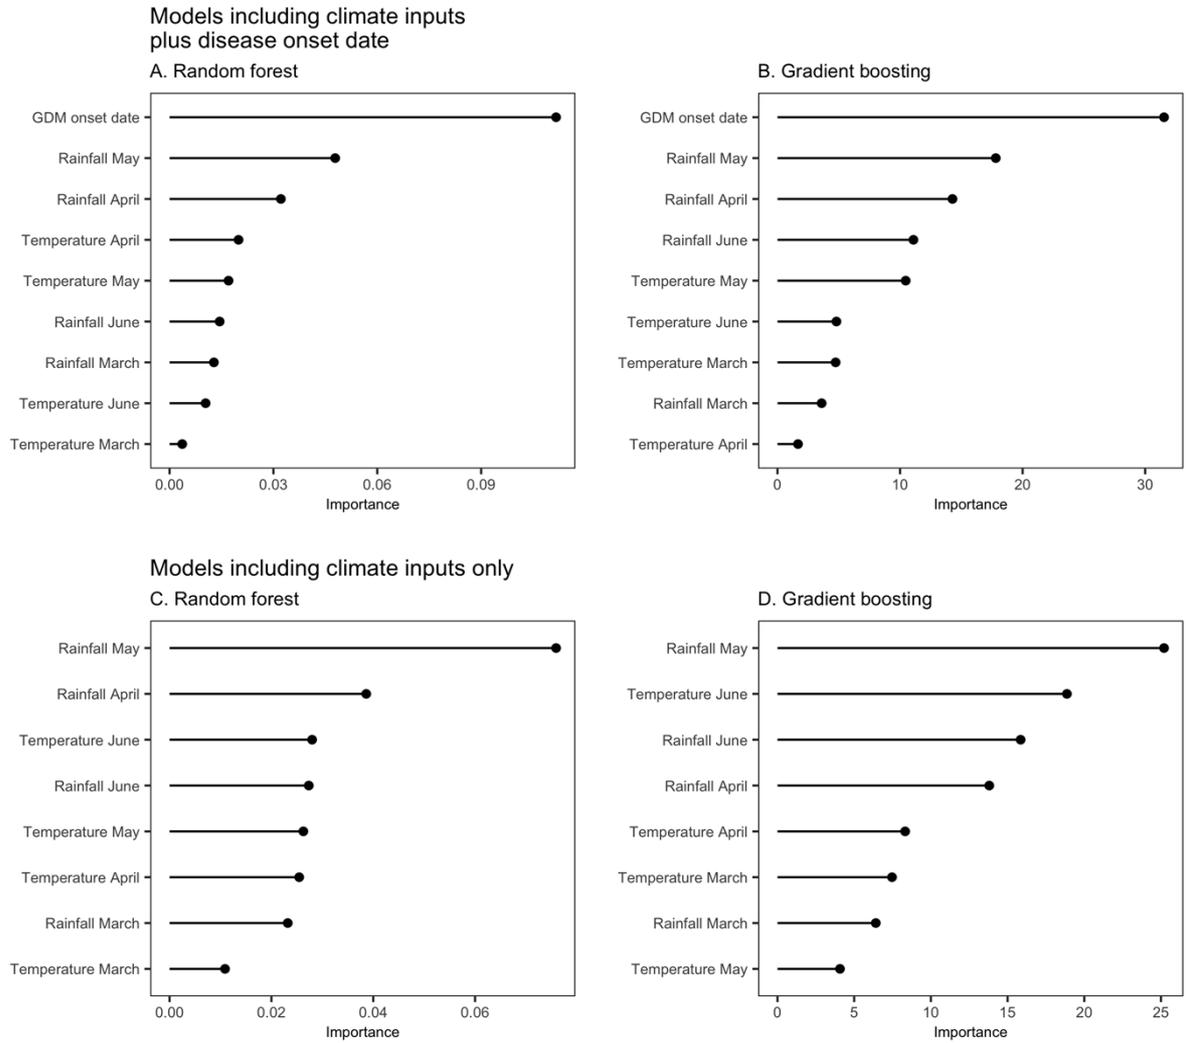 Models including climate inputs
plus disease onset date
A. Random forest
GDM onset date
Rainfall May
Rainfall April
Temperature April
Temperature May
Rainfall June
Rainfall March
Temperature June
Temperature March
0.00 0.03 0.06 0.09
Importance
B. Gradient boosting
GDM onset date
Rainfall May
Rainfall April
Rainfall June
Temperature May
Temperature June
Temperature March
Rainfall March
Temperature April
0 10 20 30
Importance
Models including climate inputs only
C. Random forest
Rainfall May
Rainfall April
Temperature June
Rainfall June
Temperature May
Temperature April
Rainfall March
Temperature March
0.00 0.02 0.04 0.06
Importance
D. Gradient boosting
Rainfall May
Temperature June
Rainfall June
Rainfall April
Temperature April
Temperature March
Rainfall March
Temperature May
0 5 10 15 20 25
Importance